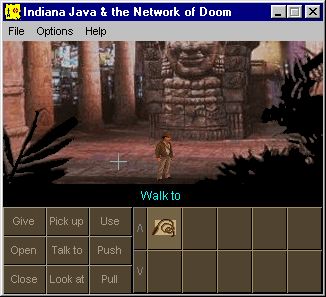 Indiana Java & the Network of Doom
File Options Help
Walk to
Give Pick up Use
Open Talk to Push
Close Look at Pull